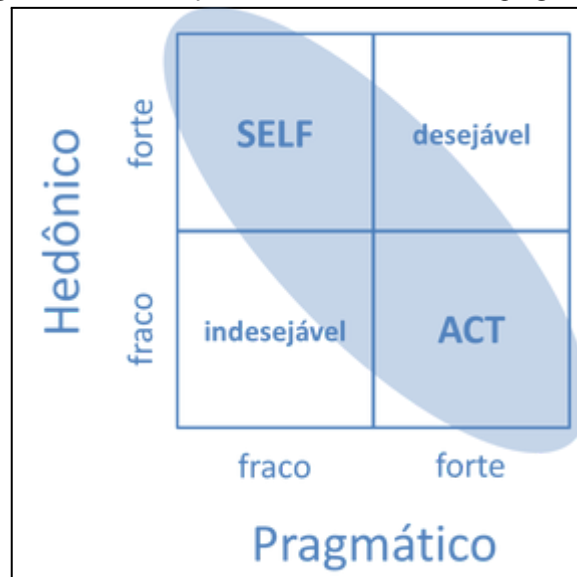 Hedônico
forte
fraco
SELF
desejável
indesejável
ACT
fraco
forte
Pragmático